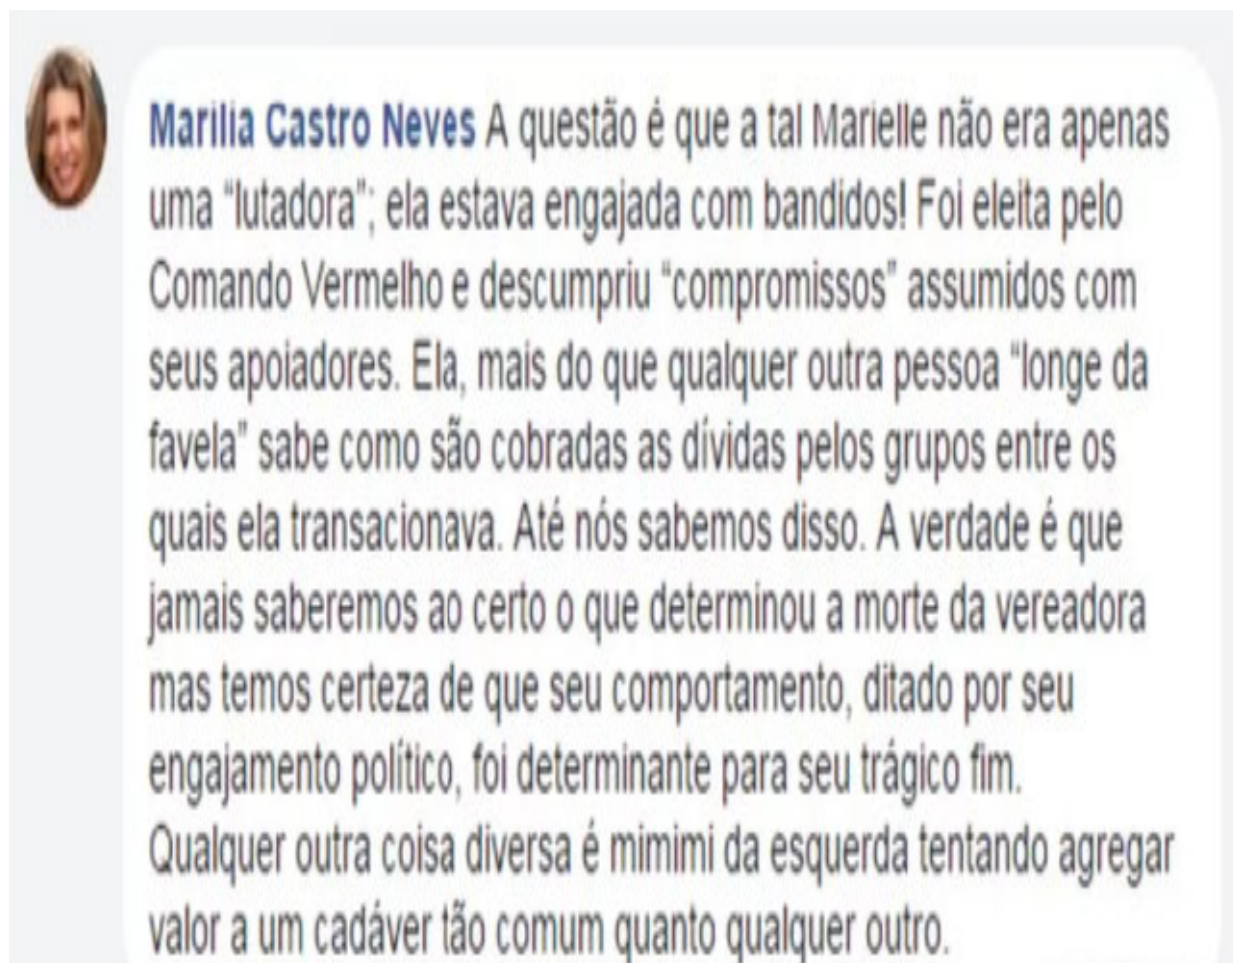 Marilia Castro Neves A questão é que a tal Marielle não era apenas
uma “lutadora”; ela estava engajada com bandidos! Foi eleita pelo
Comando Vermelho e descumpriu “compromissos” assumidos com
seus apoiadores. Ela, mais do que qualquer outra pessoa “longe da
favela” sabe como são cobradas as dívidas pelos grupos entre os
quais ela transacionava. Até nós sabemos disso. A verdade é que
jamais saberemos ao certo o que determinou a morte da vereadora
mas temos certeza de que seu comportamento, ditado por seu
engajamento político, foi determinante para seu trágico fim.
Qualquer outra coisa diversa é mimimi da esquerda tentando agregar
valor a um cadáver tão comum quanto qualquer outro.